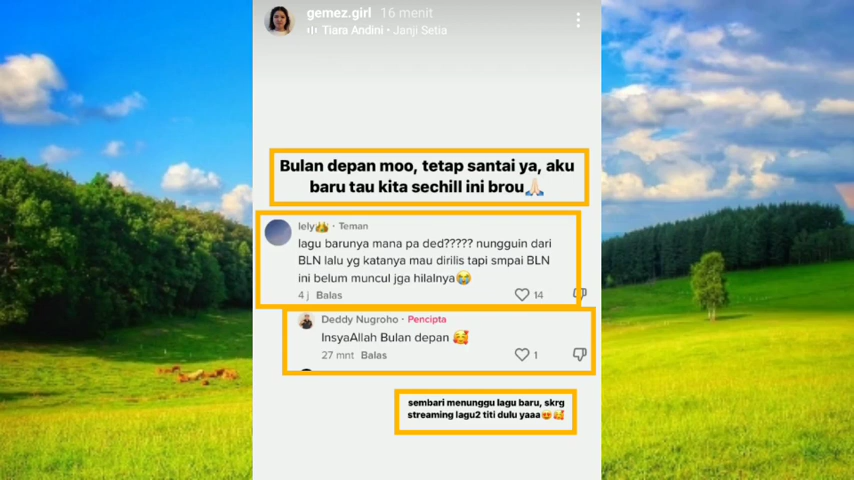 gemez.girl 16 menit
Tiara Andini • Janji Setia
Bulan depan moo, tetap santai ya, aku
baru tau kita sechill ini brou🙏🏻
lely👑 · Teman
lagu barunya mana pa ded????? nungguin dari
BLN lalu yg katanya mau dirilis tapi smpai BLN
ini belum muncul jga hilalnya😭
4 j Balas 14
Deddy Nugroho · Pencipta
InsyaAllah Bulan depan 🥰
27 mnt Balas 1
sembari menunggu lagu baru, skrg
streaming lagu2 titi dulu yaaa😍🥰